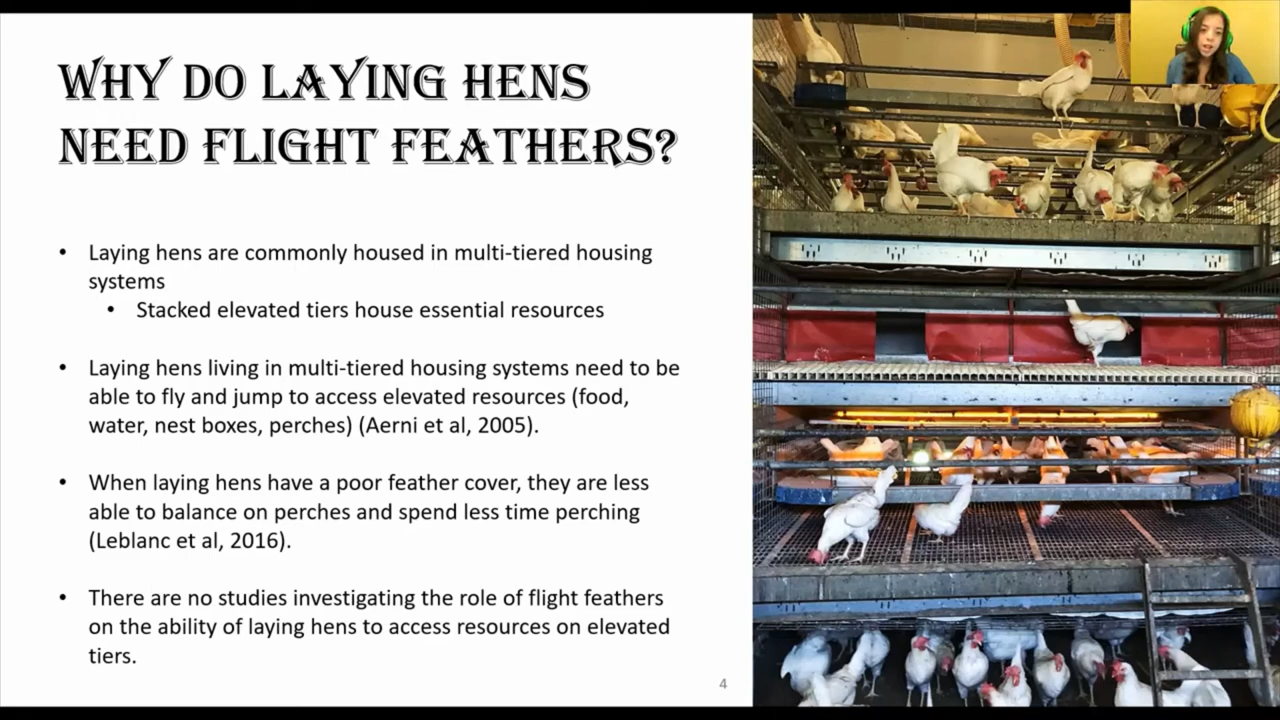 WHY DO LAYING HENS
NEED FLIGHT FEATHERS?
• Laying hens are commonly housed in multi-tiered housing
systems
• Stacked elevated tiers house essential resources
• Laying hens living in multi-tiered housing systems need to be
able to fly and jump to access elevated resources (food,
water, nest boxes, perches) (Aerni et al, 2005).
• When laying hens have a poor feather cover, they are less
able to balance on perches and spend less time perching
(Leblanc et al, 2016).
• There are no studies investigating the role of flight feathers
on the ability of laying hens to access resources on elevated
tiers.
4